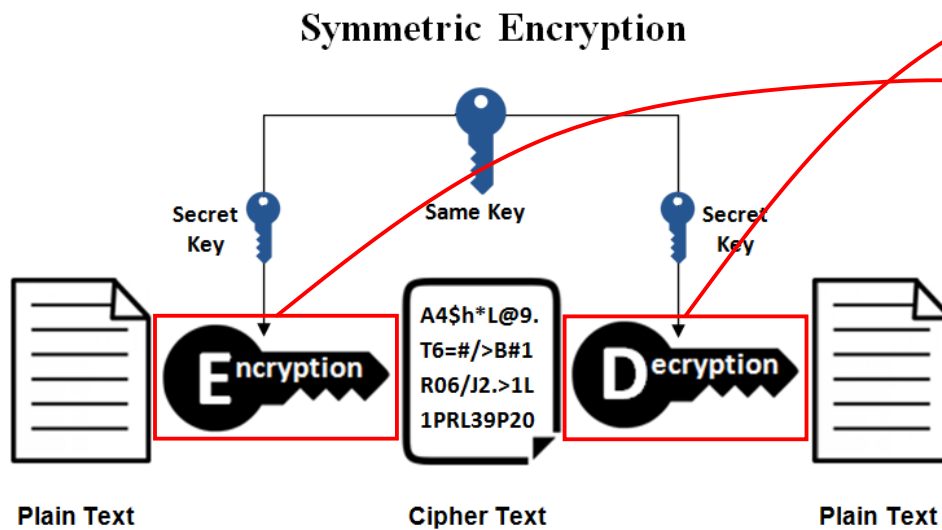 Symmetric Encryption
Same Key
Secret
Key
Secret
Key
Encryption
A4$h*L@9.
T6=#/>B#1
R06/J2.>1L
1PRL39P20
Decryption
Plain Text
Cipher Text
Plain Text